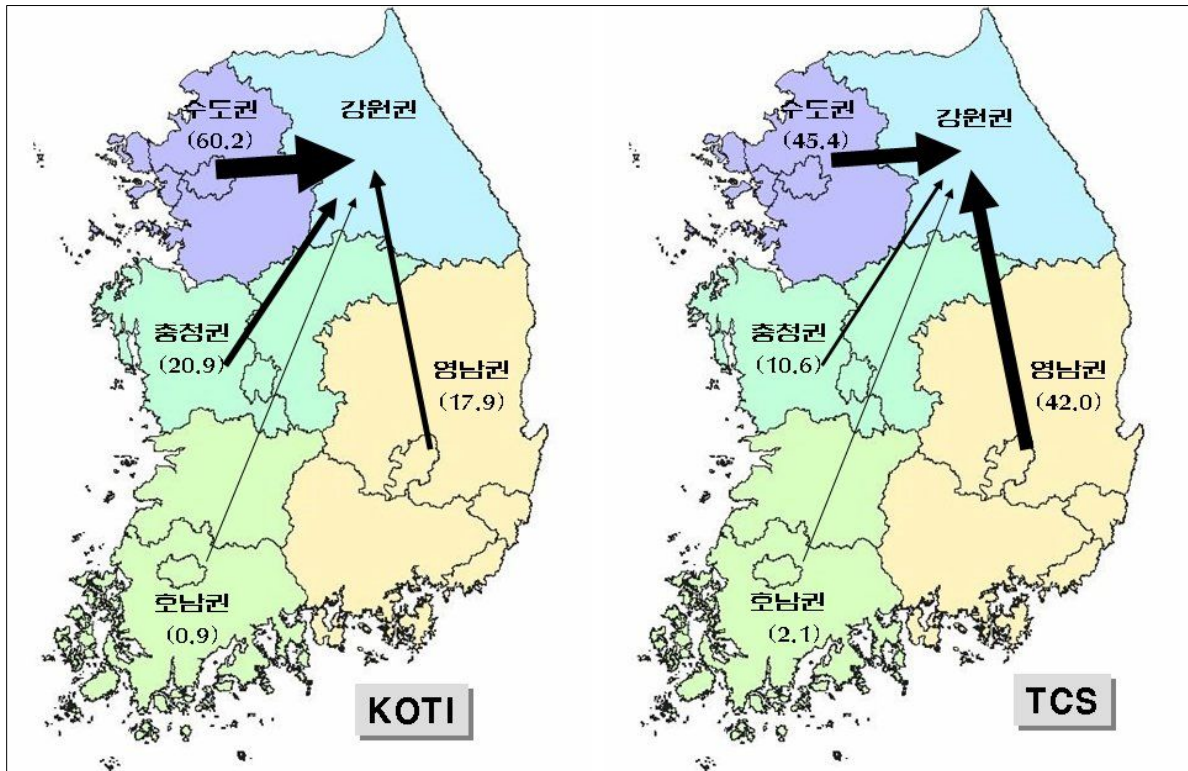 수도권
(60.2)
강원권
충청권
(20.9)
영남권
(17.9)
호남권
(0.9)
KOTI
수도권
(45.4)
강원권
충청권
(10.6)
영남권
(42.0)
호남권
(2.1)
TCS